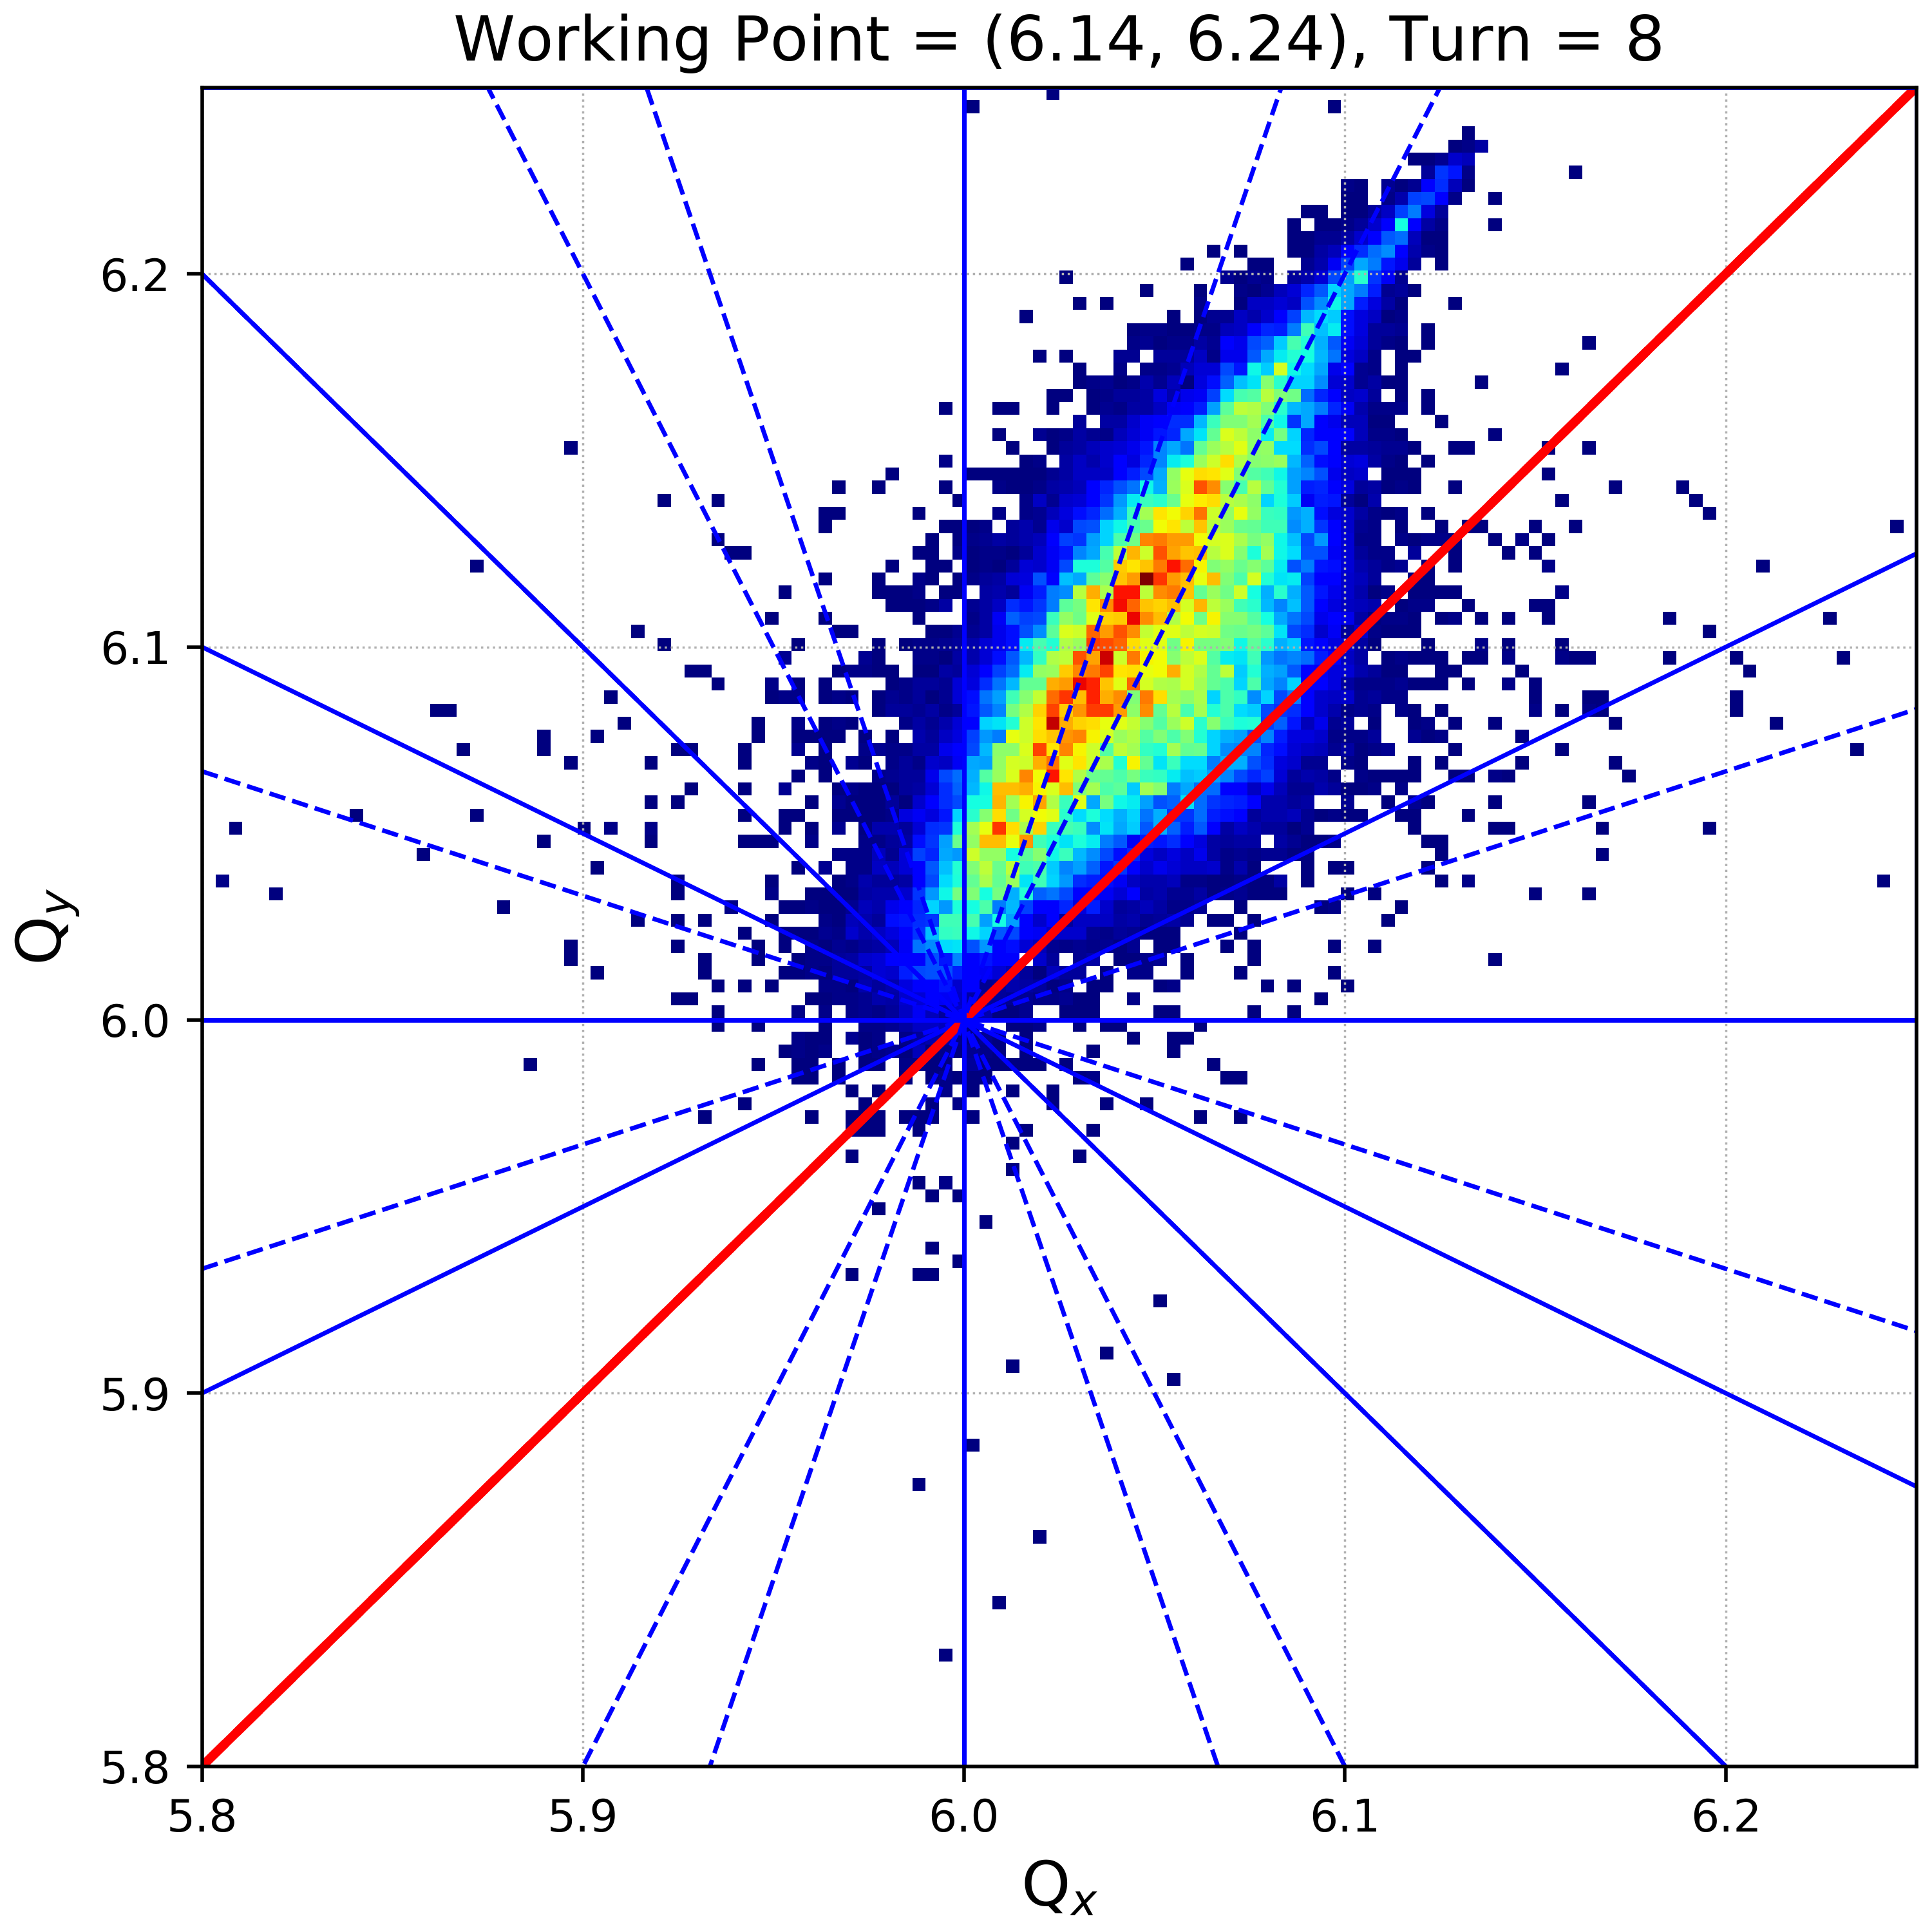 Working Point = (6.14, 6.24), Turn = 8
6.2
6.1
6.0
5.9
5.8
Qy
5.8 5.9 6.0 6.1 6.2
Qx